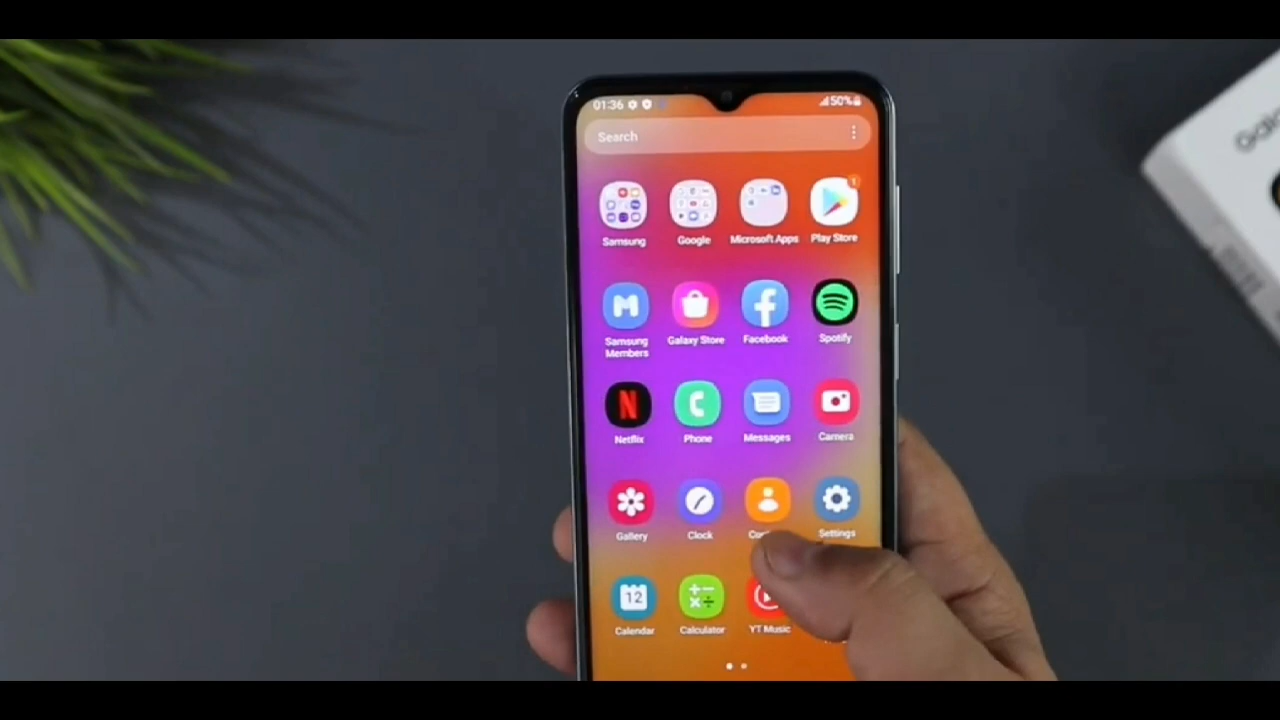 01:36 50%
Search
1
Samsung Google Microsoft Apps Play Store
Samsung Members Galaxy Store Facebook Spotify
Netflix Phone Messages Camera
Gallery Clock Settings
12
Calendar Calculator YT Music